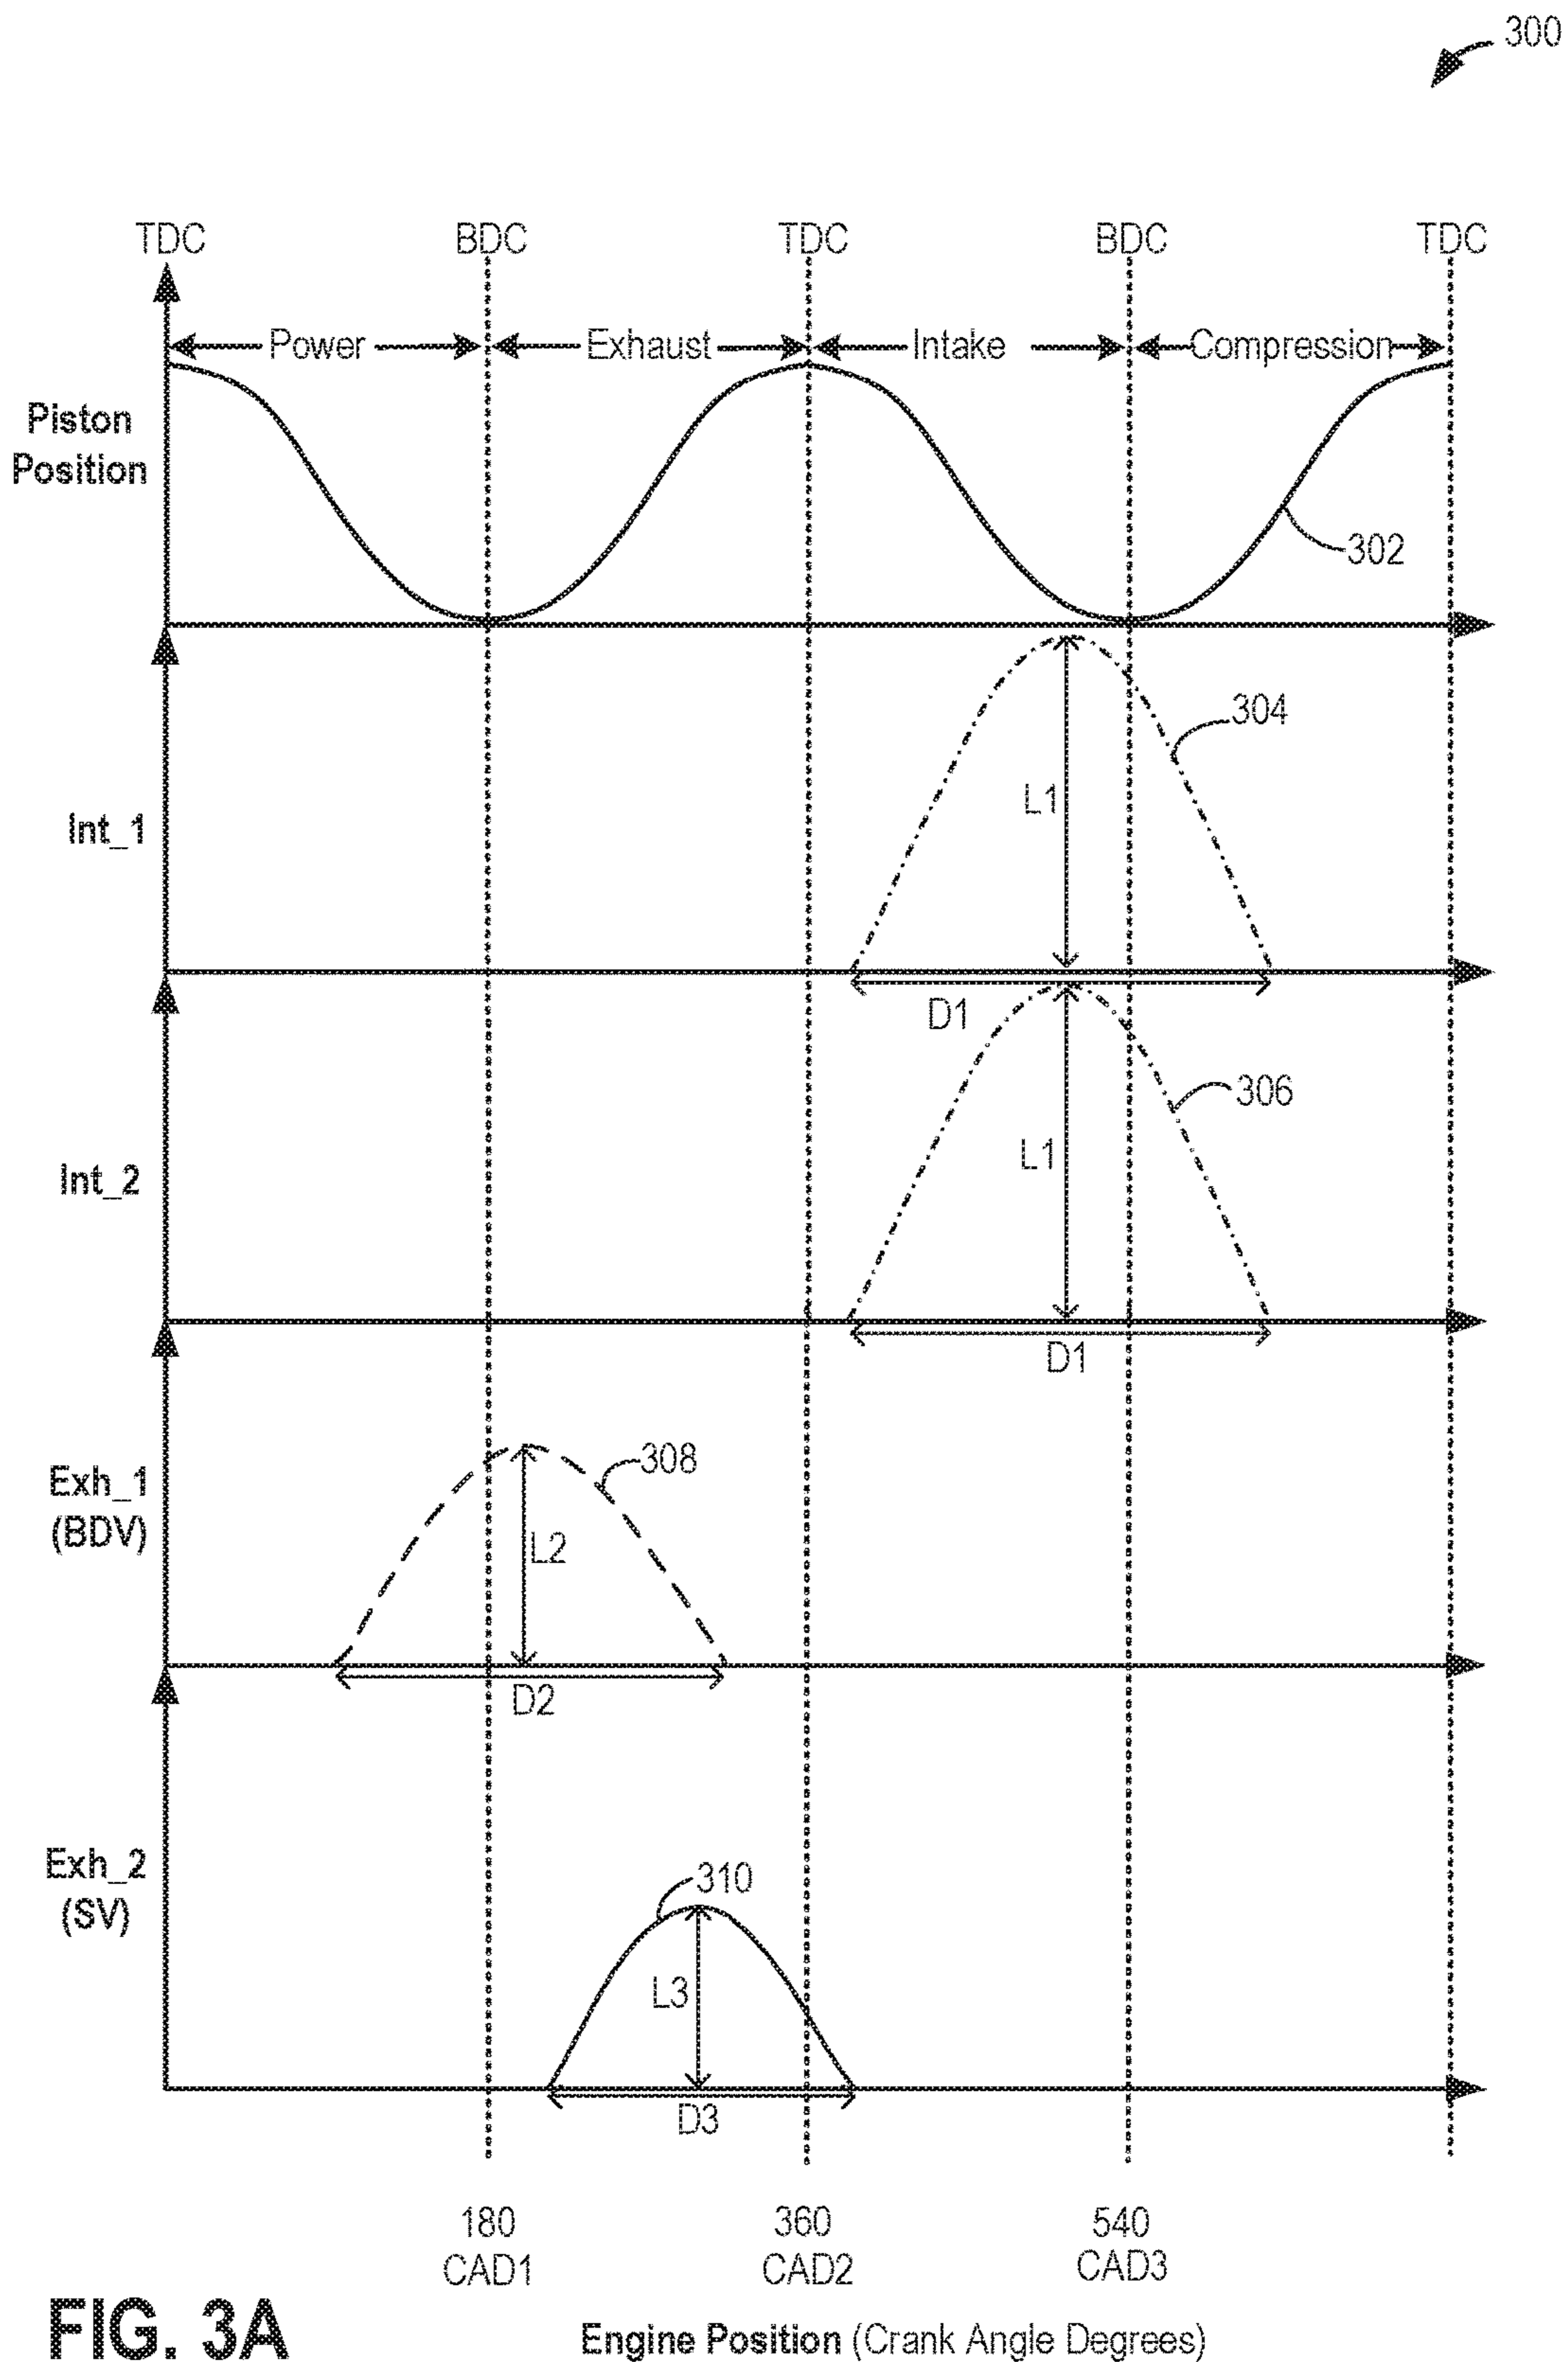 300
TDC BDC TDC BDC TDC
Power Exhaust Intake Compression
Piston
Position
302
304
L1
Int_1
D1
306
L1
Int_2
D1
308
Exh_1
(BDV)
L2
D2
310
Exh_2
(SV)
L3
D3
180 360 540
CAD1 CAD2 CAD3
FIG. 3A
Engine Position (Crank Angle Degrees)